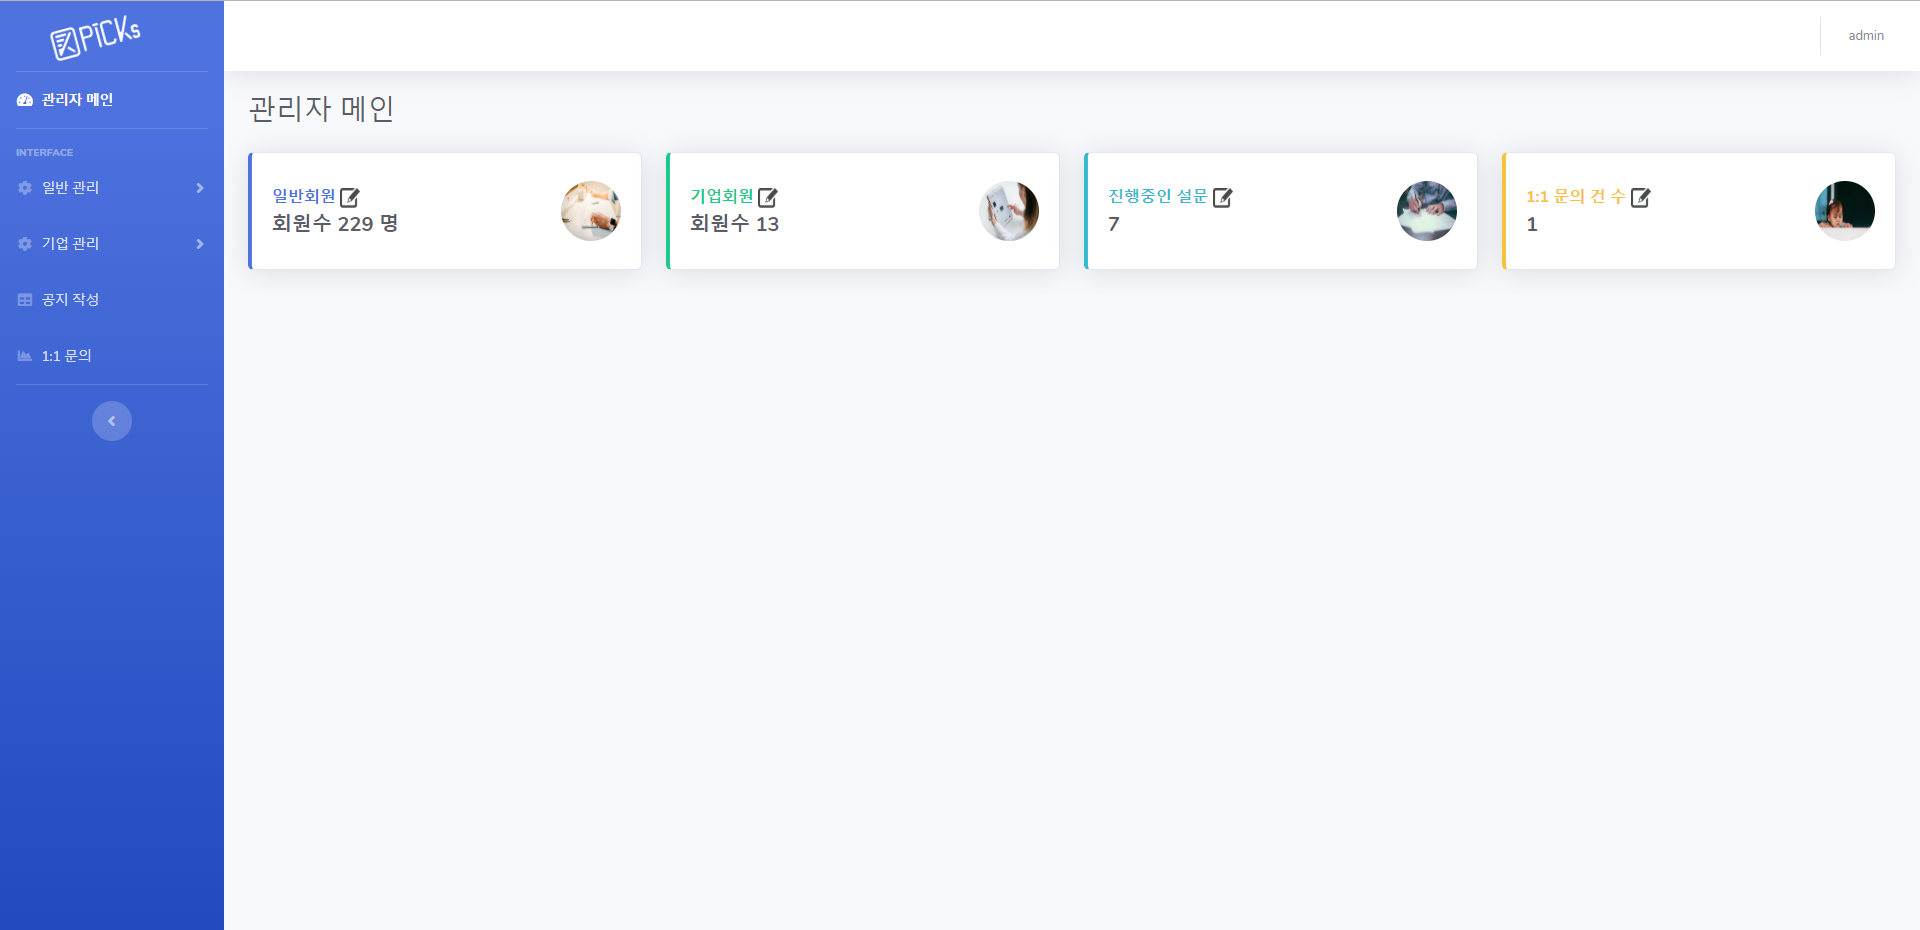 PiCKs
admin
관리자 메인
INTERFACE
일반 관리
기업 관리
공지 작성
1:1 문의
관리자 메인
일반회원
회원수 229 명
기업회원
회원수 13
진행중인 설문
7
1:1 문의 건 수
1